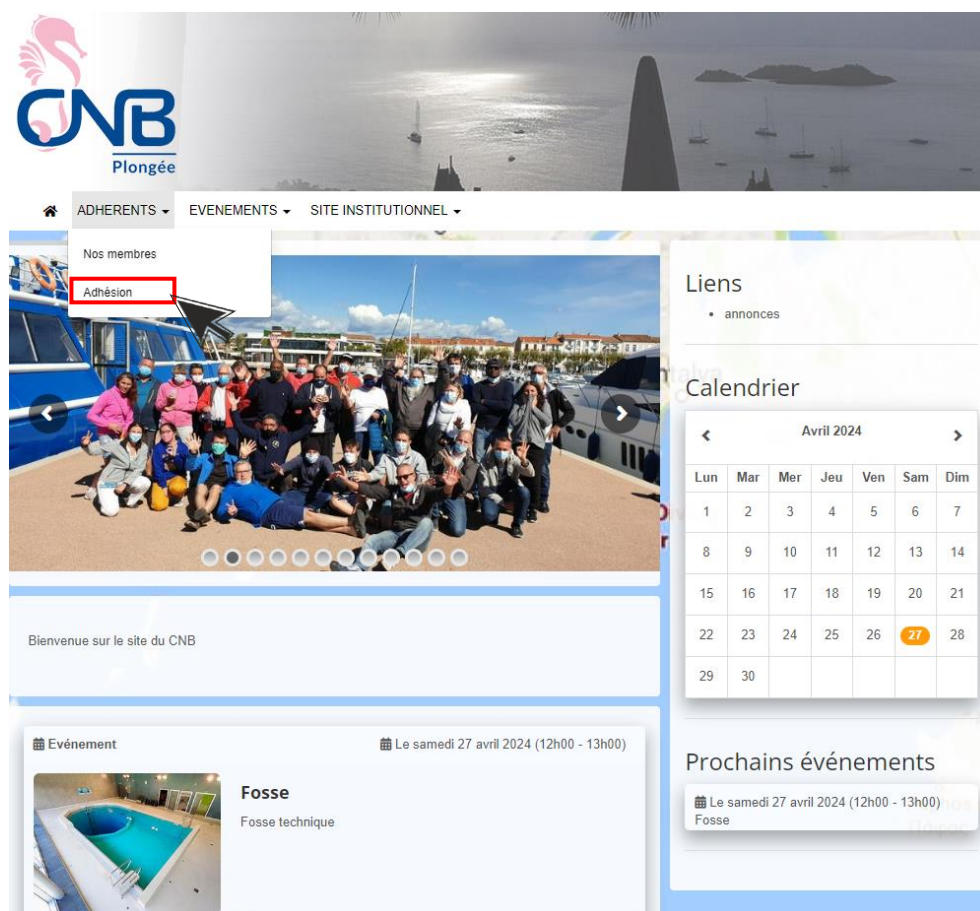 CNB
Plongée
ADHERENTS EVENEMENTS SITE INSTITUTIONNEL
Nos membres
Adhésion
Liens
annonces
Calendrier
Avril 2024
Lun Mar Mer Jeu Ven Sam Dim
1 2 3 4 5 6 7
8 9 10 11 12 13 14
15 16 17 18 19 20 21
22 23 24 25 26 27 28
29 30
Bienvenue sur le site du CNB
Evénement Le samedi 27 avril 2024 (12h00 - 13h00)
Fosse
Fosse technique
Prochains événements
Le samedi 27 avril 2024 (12h00 - 13h00)
Fosse